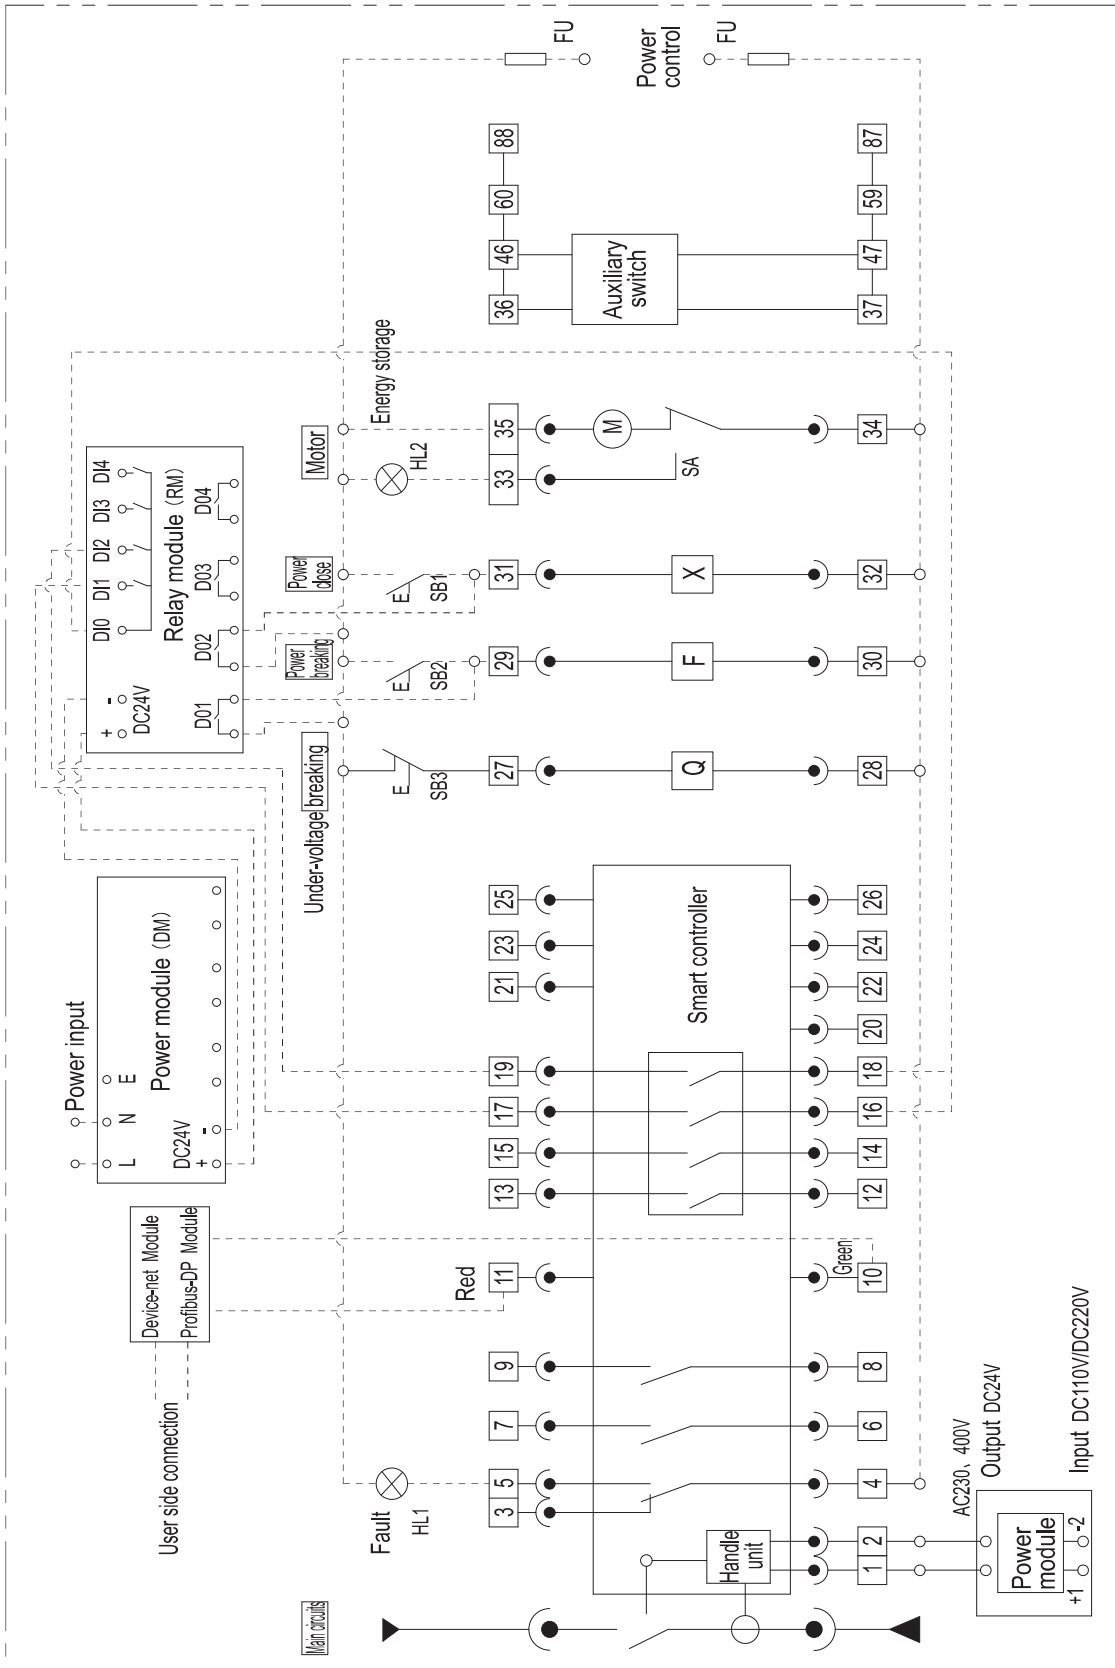 Main circuits
Fault
HL1
User side connection
Device-net Module
Profibus-DP Module
Power input
L
N
E
Power module (DM)
DC24V
+
-
Under-voltage breaking
E
SB3
Power breaking
E
SB2
Power close
E
SB1
Motor
HL2
Energy storage
+
-
DC24V
DI0
DI1
DI2
DI3
DI4
Relay module (RM)
D01
D02
D03
D04
FU
Power
control
FU
3
5
7
9
Red
11
13
15
17
19
21
23
25
27
29
31
33
35
36
46
60
88
Handle
unit
Smart controller
Q
F
X
M
SA
Auxiliary
switch
1
2
4
6
8
Green
10
12
14
16
18
20
22
24
26
28
30
32
34
37
47
59
87
AC230、400V
Output DC24V
Power
module
+1
-2
Input DC110V/DC220V